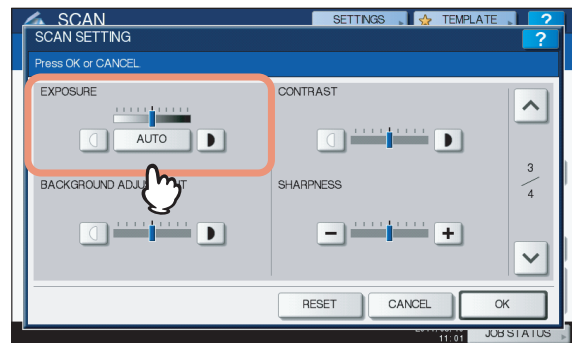 SCAN
SETTINGS
TEMPLATE
?
SCAN SETTING
?
Press OK or CANCEL
EXPOSURE
CONTRAST
AUTO
3
4
SHARPNESS
BACKGROUND
RESET
CANCEL
OK
11:01
JOB STATUS